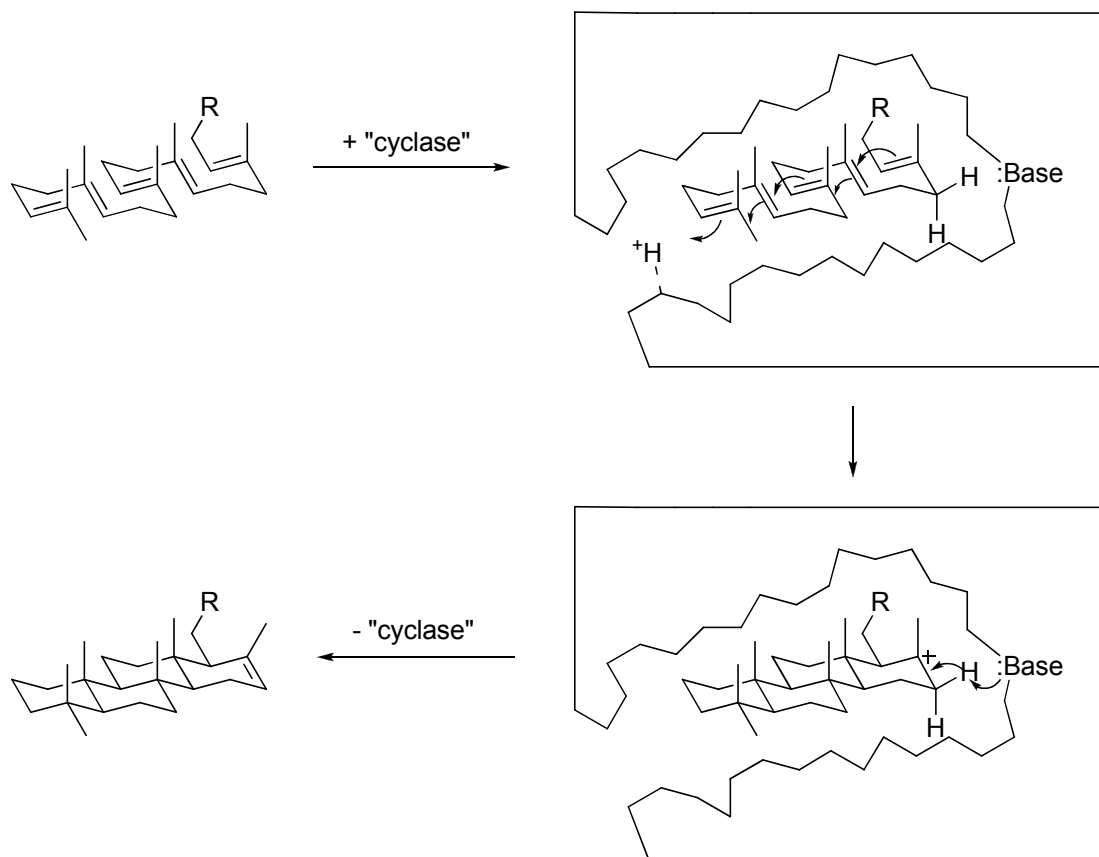 R
+ "cyclase"
R
H
:Base
H
+H
R
- "cyclase"
R
+
H
:Base
H